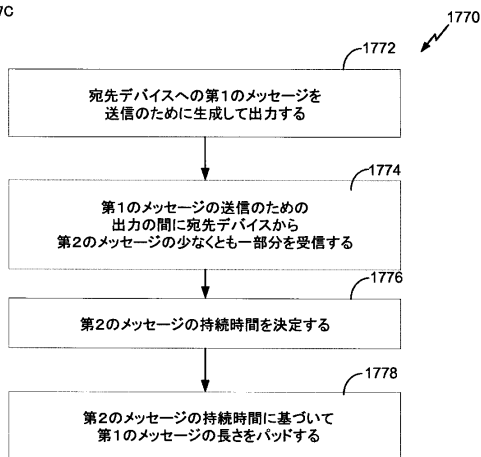 7C
1770
1772
宛先デバイスへの第1のメッセージを
送信のために生成して出力する
1774
第1のメッセージの送信のための
出力の間に宛先デバイスから
第2のメッセージの少なくとも一部分を受信する
1776
第2のメッセージの持続時間を決定する
1778
第2のメッセージの持続時間に基づいて
第1のメッセージの長さをパッドする